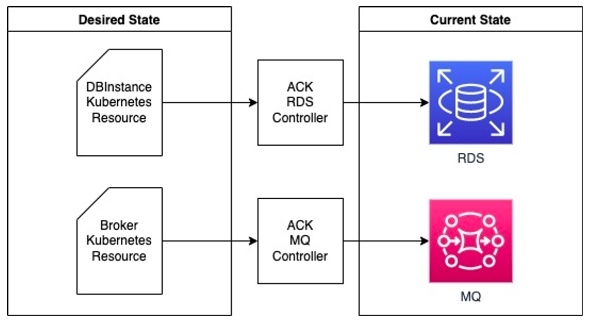 Desired State
Current State
DBInstance
Kubernetes
Resource
ACK
RDS
Controller
RDS
Broker
Kubernetes
Resource
ACK
MQ
Controller
MQ